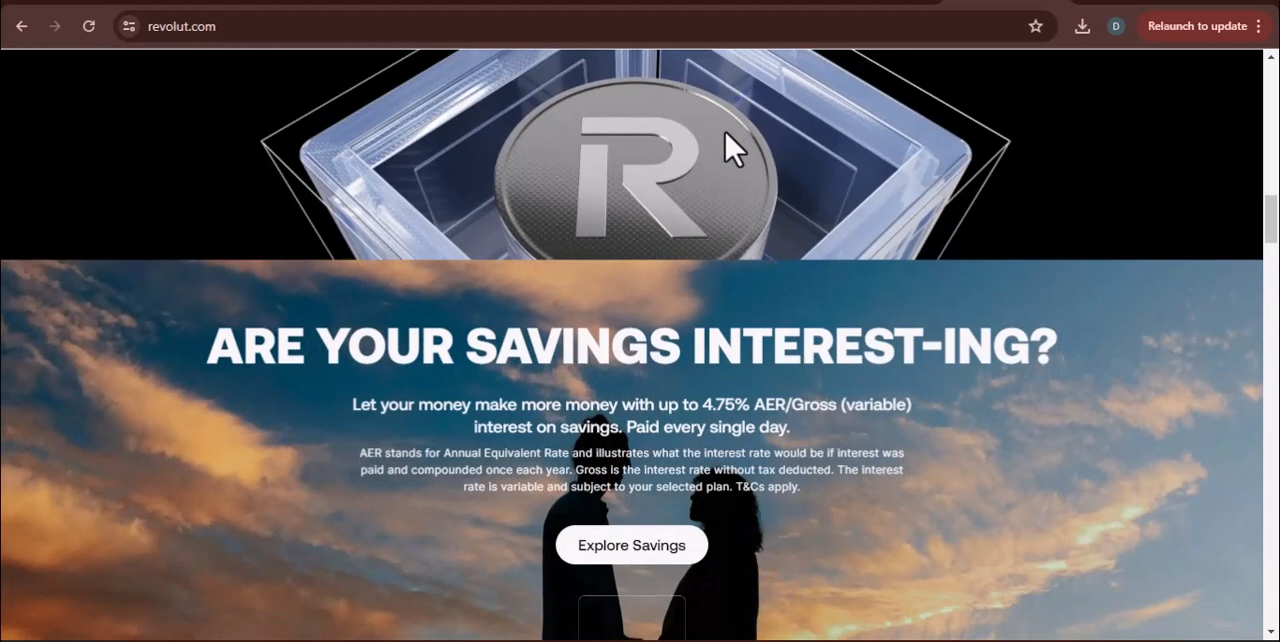 revolut.com
D
Relaunch to update
R
ARE YOUR SAVINGS INTEREST-ING?
Let your money make more money with up to 4.75% AER/Gross (variable)
interest on savings. Paid every single day.
AER stands for Annual Equivalent Rate and illustrates what the interest rate would be if interest was
paid and compounded once each year. Gross is the interest rate without tax deducted. The interest
rate is variable and subject to your selected plan. T&Cs apply.
Explore Savings